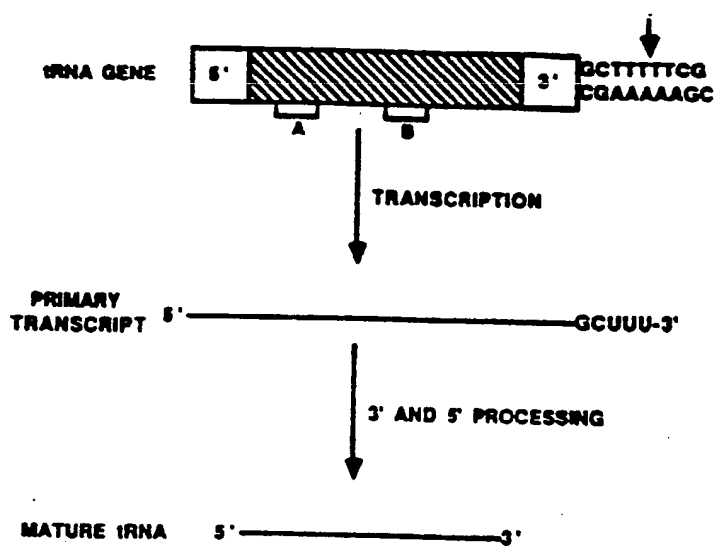 tRNA GENE
5'
3'
GCTTTTTCG
CGAAAAAGC
A
B
TRANSCRIPTION
PRIMARY
TRANSCRIPT
5'
GCUUU-3'
3' AND 5' PROCESSING
MATURE tRNA
5'
3'